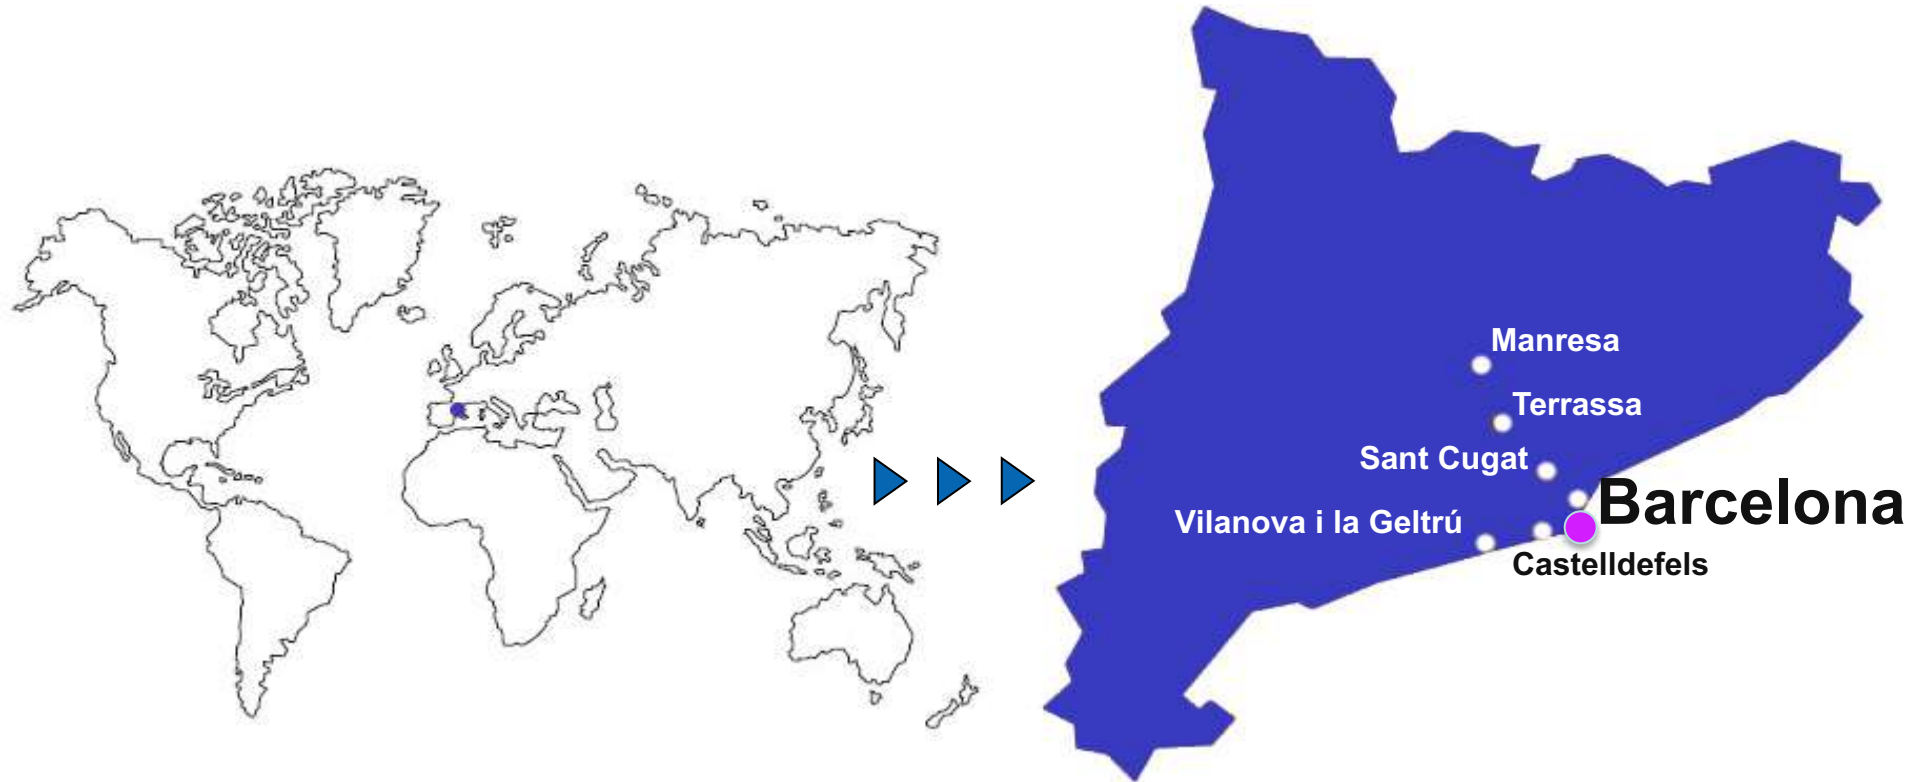 Manresa
Terrassa
Sant Cugat
Barcelona
Vilanova i la Geltrú
Castelldefels